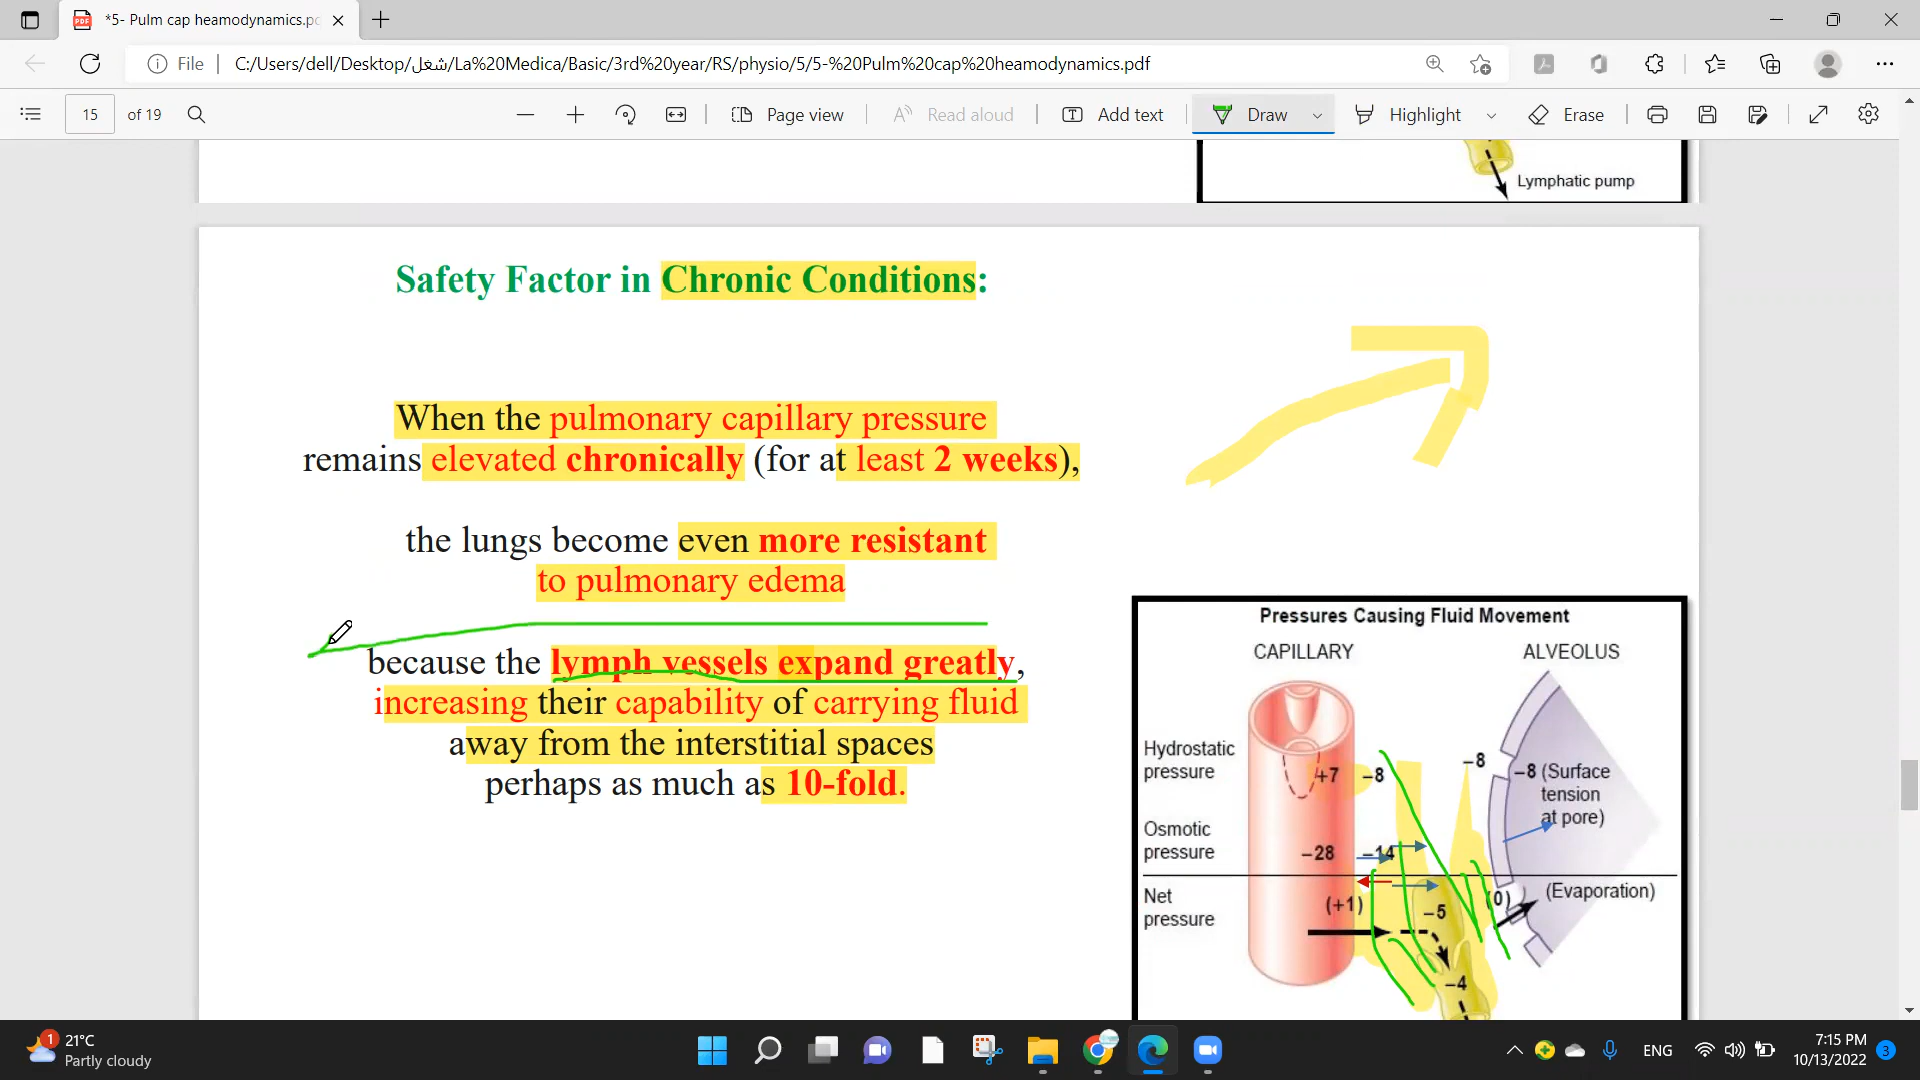 *5- Pulm cap heamodynamics.pd
File
C:/Users/dell/Desktop/شغل/La%20Medica/Basic/3rd%20year/RS/physio/5/5-%20Pulm%20cap%20heamodynamics.pdf
15 of 19
Page view
Read aloud
Add text
Draw
Highlight
Erase
Lymphatic pump
Safety Factor in Chronic Conditions:
When the pulmonary capillary pressure
remains elevated chronically (for at least 2 weeks),
the lungs become even more resistant
to pulmonary edema
because the lymph vessels expand greatly,
increasing their capability of carrying fluid
away from the interstitial spaces
perhaps as much as 10-fold.
Pressures Causing Fluid Movement
CAPILLARY ALVEOLUS
Hydrostatic
pressure
+7 −8 −8 −8 (Surface
tension
at pore)
Osmotic
pressure
−28 −14
Net
pressure
(+1) −5 (0) (Evaporation)
−4
1
21°C
Partly cloudy
ENG
7:15 PM
10/13/2022
3